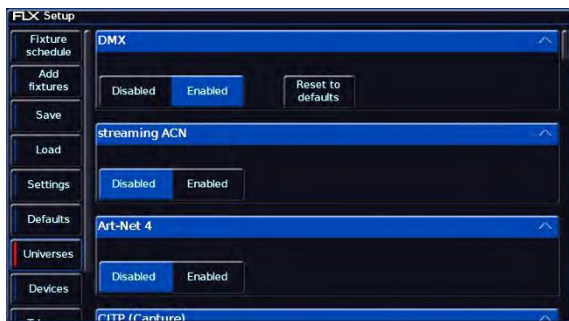 FLX Setup
Fixture
schedule
Add
fixtures
Save
Load
Settings
Defaults
Universes
Devices
DMX
Disabled Enabled Reset to
defaults
streaming ACN
Disabled Enabled
Art-Net 4
Disabled Enabled
CITP (Capture)